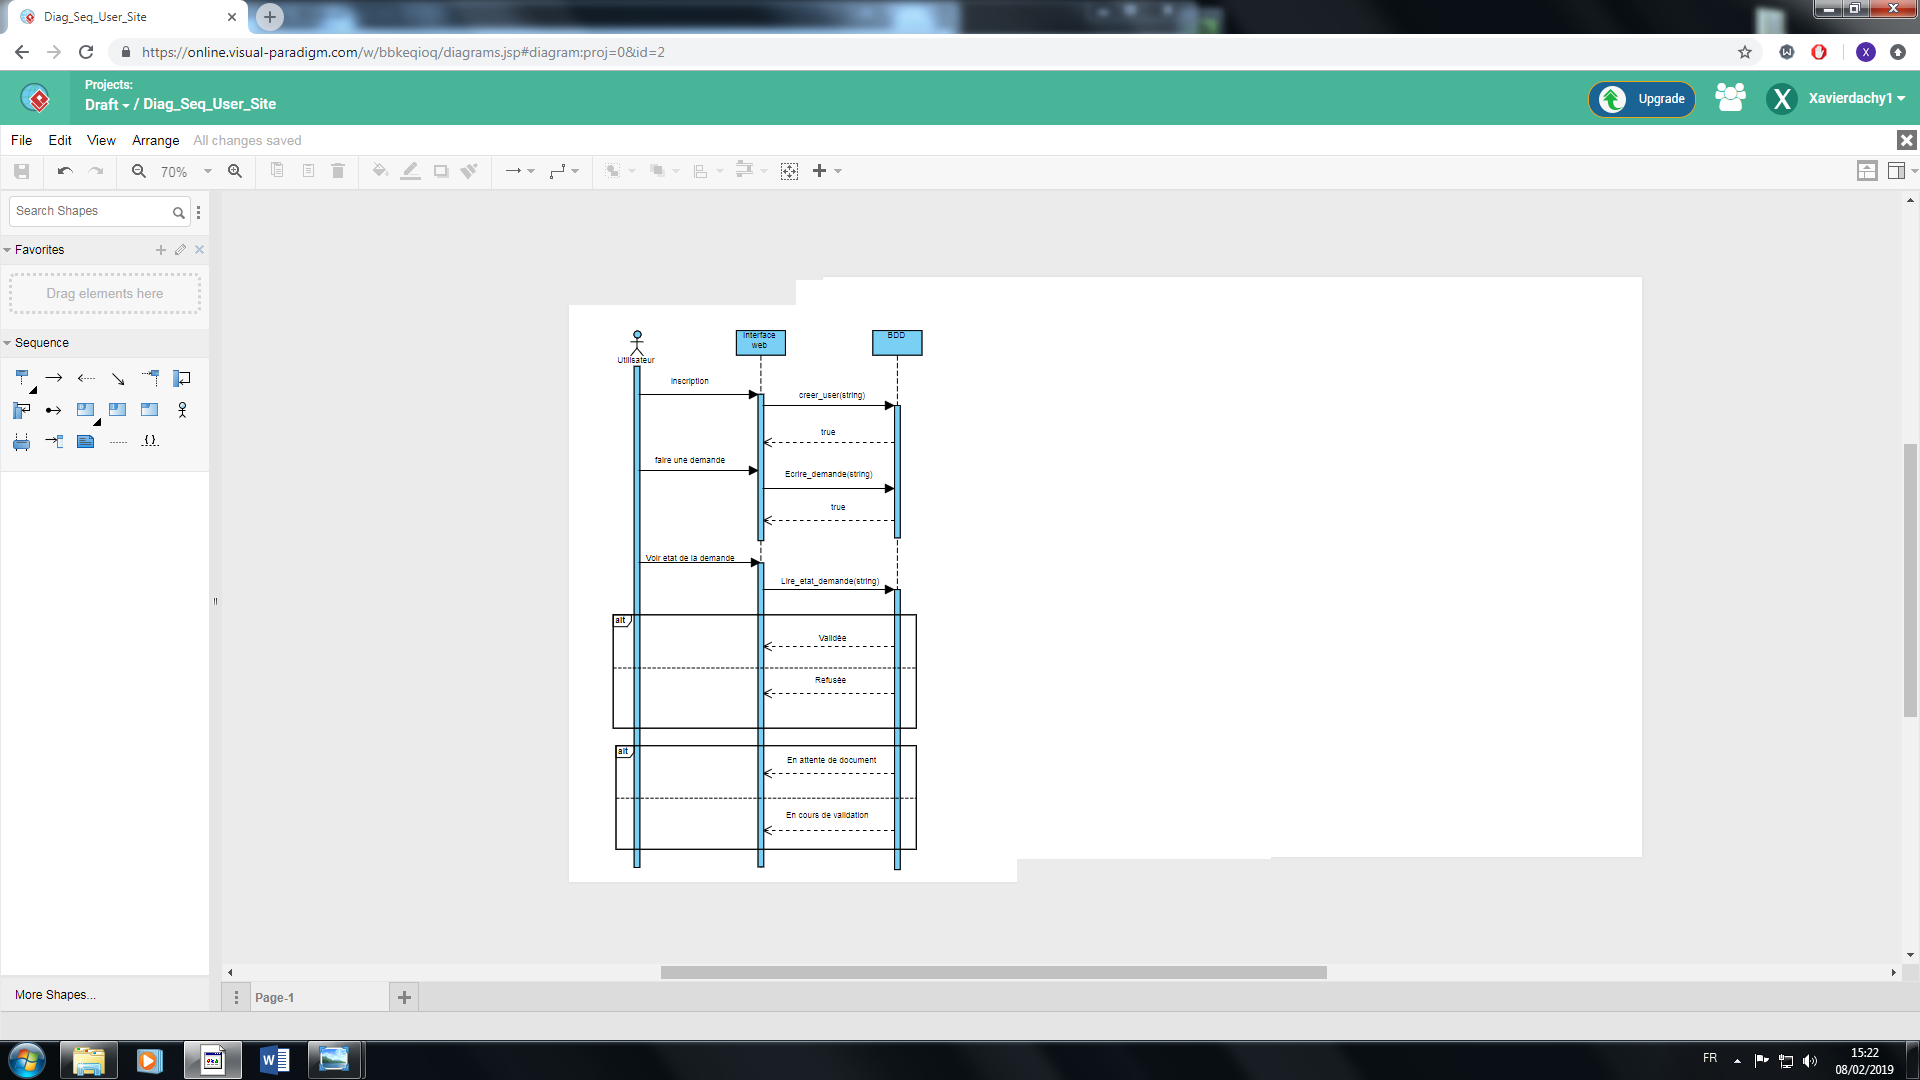 Diag_Seq_User_Site
https://online.visual-paradigm.com/w/bbkeqioq/diagrams.jsp#diagram:proj=0&id=2
X
Projects:
Draft / Diag_Seq_User_Site
Upgrade
X
Xavierdachy1
File Edit View Arrange All changes saved
70%
Search Shapes
Favorites
Drag elements here
Sequence
Utilisateur
Interface
web
BDD
Inscription
creer_user(string)
true
faire une demande
Ecrire_demande(string)
true
Voir etat de la demande
Lire_etat_demande(string)
alt
Validée
Refusée
alt
En attente de document
En cours de validation
More Shapes...
Page-1
FR
15:22
08/02/2019